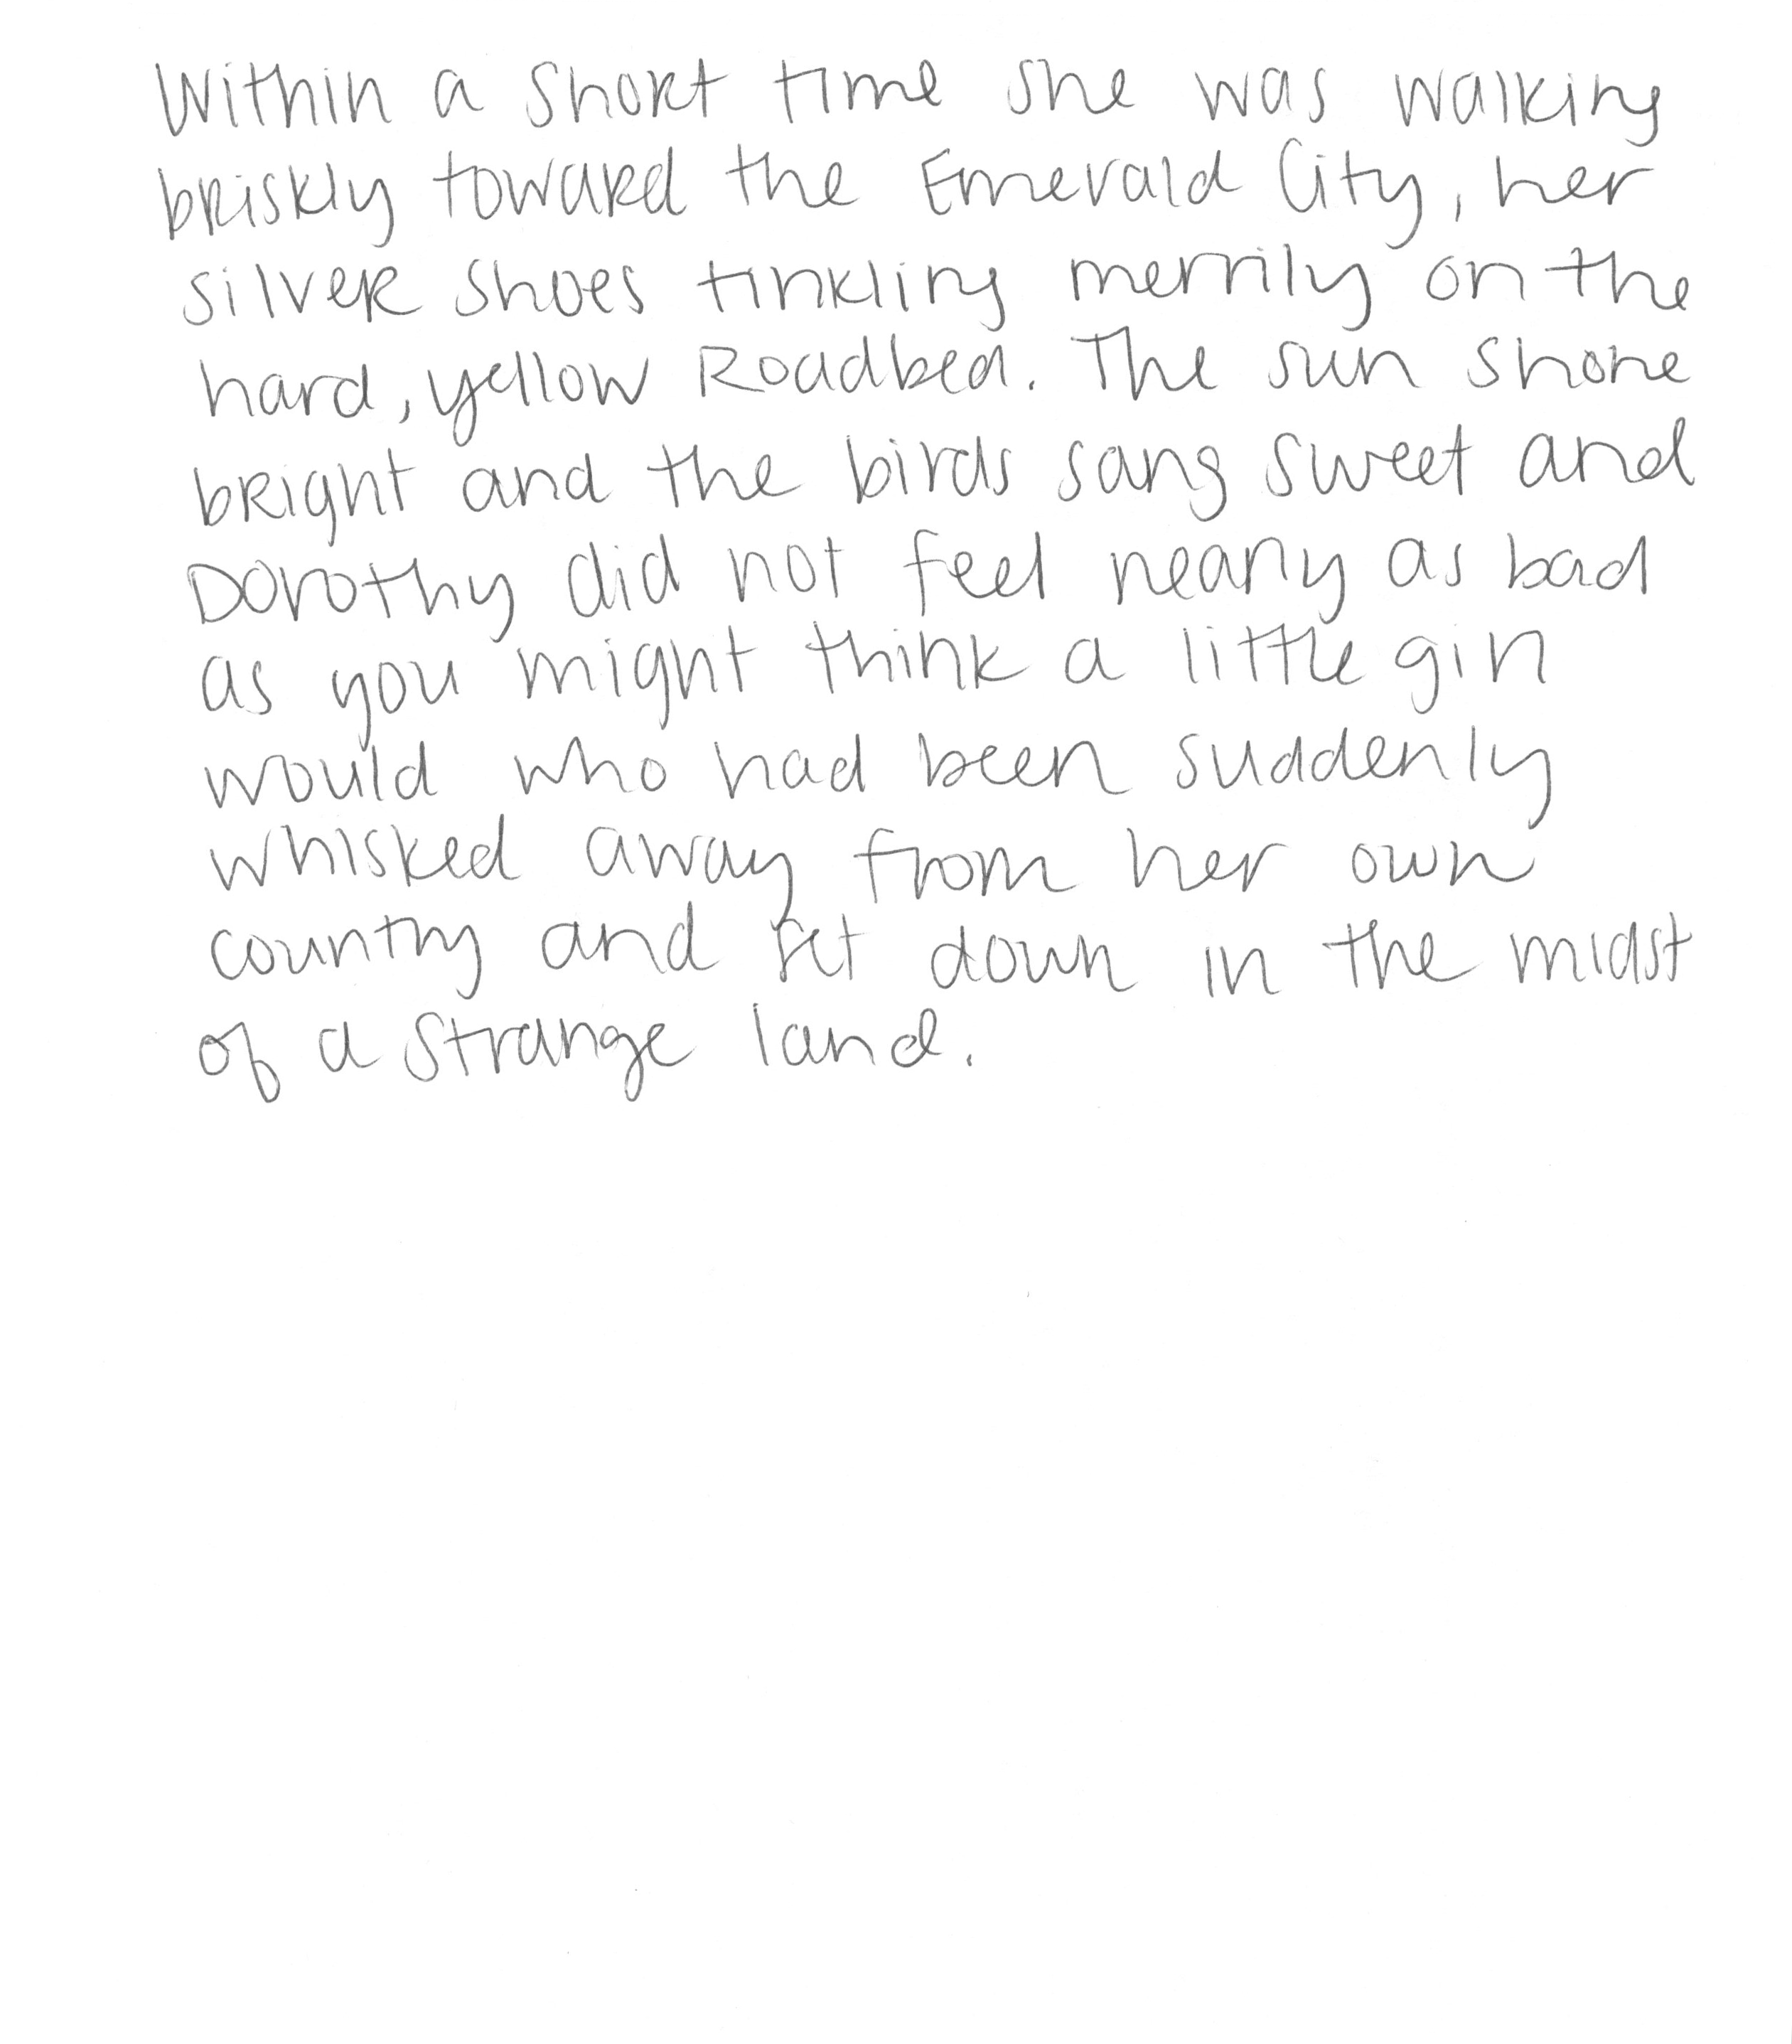 Within a short time she was walking
briskly toward the Emerald City, her
silver shoes tinkling merrily on the
hard, yellow Roadbed. The sun shone
bright and the birds sang sweet and
Dorothy did not feel nearly as bad
as you might think a little girl
would who had been suddenly
whisked away from her own
country and set down in the midst
of a strange land.